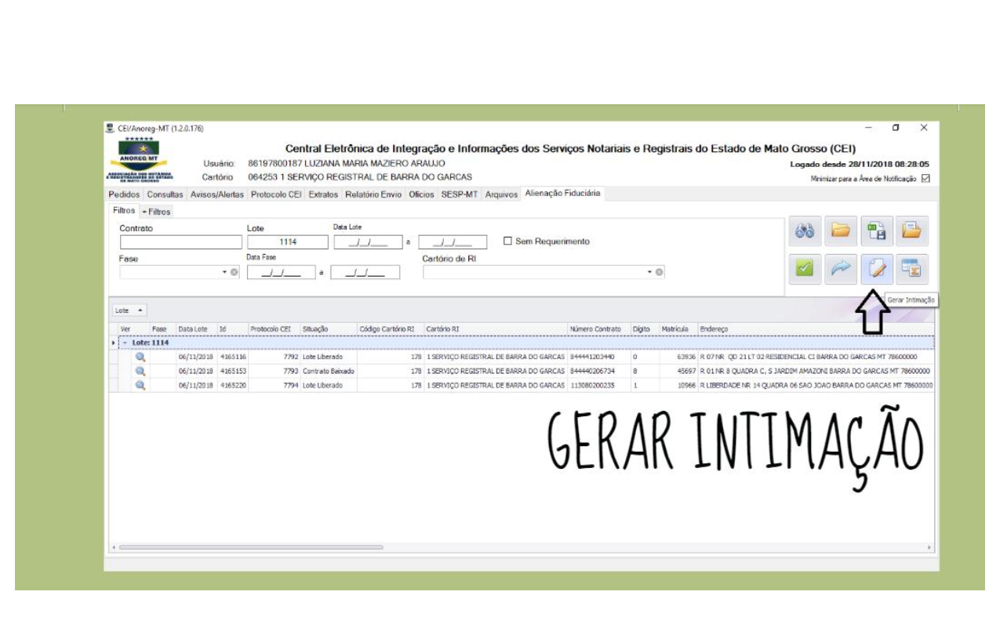 CEI/Anoreg-MT (1.2.0.176)
ANOREG MT
ASSOCIAÇÃO DOS NOTÁRIOS
E REGISTRADORES DO ESTADO
DE MATO GROSSO
Central Eletrônica de Integração e Informações dos Serviços Notariais e Registrais do Estado de Mato Grosso (CEI)
Usuário: 86197800187 LUZIANA MARIA MAZIERO ARAUJO
Logado desde 28/11/2018 08:28:05
Cartório 064253 1 SERVIÇO REGISTRAL DE BARRA DO GARCAS
Minimizar para a Área de Notificação
Pedidos Consultas Avisos/Alertas Protocolo CEI Extratos Relatório Envio Ofícios SESP-MT Arquivos Alienação Fiduciária
Filtros + Filtros
Contrato Lote Data Lote
1114 __/__/____ a __/__/____ Sem Requerimento
Fase Data Fase Cartório de RI
__/__/____ a __/__/____
Gerar Intimação
Lote
Ver Fase Data Lote Id Protocolo CEI Situação Código Cartório RI Cartório RI Número Contrato Dígito Matrícula Endereço
- Lote: 1114
06/11/2018 4165116 7792 Lote Liberado 178 1 SERVIÇO REGISTRAL DE BARRA DO GARCAS 844441203440 0 63936 R 07 NR QD 21 LT 02 RESIDENCIAL CI BARRA DO GARCAS MT 78600000
06/11/2018 4165153 7793 Contrato Baixado 178 1 SERVIÇO REGISTRAL DE BARRA DO GARCAS 844440206734 8 45697 R 01 NR 8 QUADRA C, S JARDIM AMAZONI BARRA DO GARCAS MT 78600000
06/11/2018 4165220 7794 Lote Liberado 178 1 SERVIÇO REGISTRAL DE BARRA DO GARCAS 113080200235 1 10966 R LIBERDADE NR 14 QUADRA 06 SAO JOAO BARRA DO GARCAS MT 78600000
GERAR INTIMAÇÃO